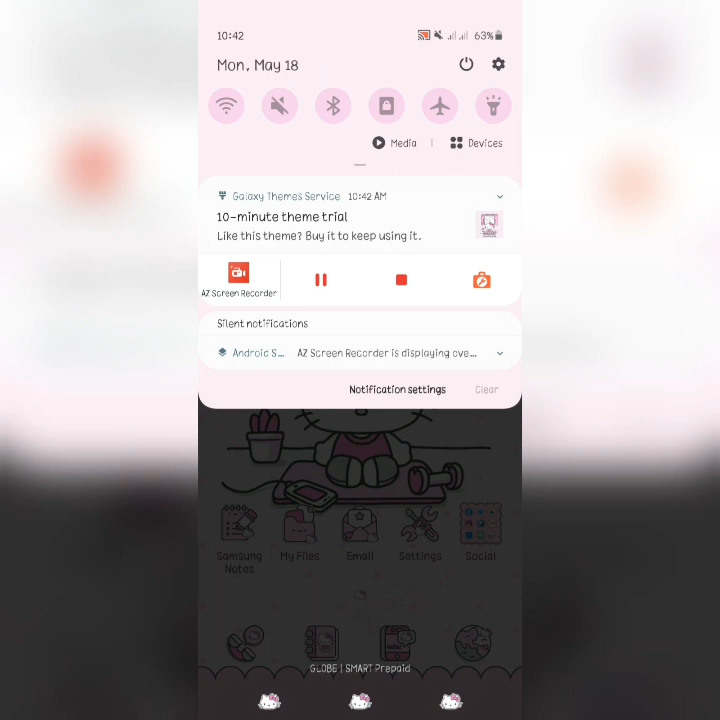 10:42
63%
Mon, May 18
Media | Devices
Galaxy Themes Service 10:42 AM
10-minute theme trial
Like this theme? Buy it to keep using it.
AZ Screen Recorder
Silent notifications
Android S... AZ Screen Recorder is displaying ove...
Notification settings Clear
Samsung Notes
My Files
Email
Settings
Social
GLOBE | SMART Prepaid